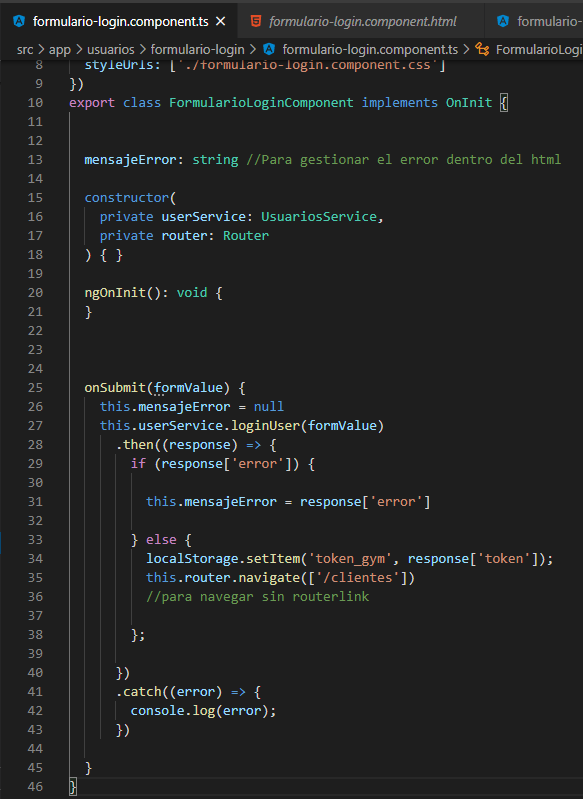 formulario-login.component.ts × formulario-login.component.html formulario-
src > app > usuarios > formulario-login > formulario-login.component.ts > FormularioLogi
8 styleUrls: ['./formulario-login.component.css']
9 })
10 export class FormularioLoginComponent implements OnInit {
11
12
13 mensajeError: string //Para gestionar el error dentro del html
14
15 constructor(
16 private userService: UsuariosService,
17 private router: Router
18 ) { }
19
20 ngOnInit(): void {
21 }
22
23
24
25 onSubmit(formValue) {
26 this.mensajeError = null
27 this.userService.loginUser(formValue)
28 .then((response) => {
29 if (response['error']) {
30
31 this.mensajeError = response['error']
32
33 } else {
34 localStorage.setItem('token_gym', response['token']);
35 this.router.navigate(['/clientes'])
36 //para navegar sin routerlink
37
38 };
39
40 })
41 .catch((error) => {
42 console.log(error);
43 })
44
45 }
46 }